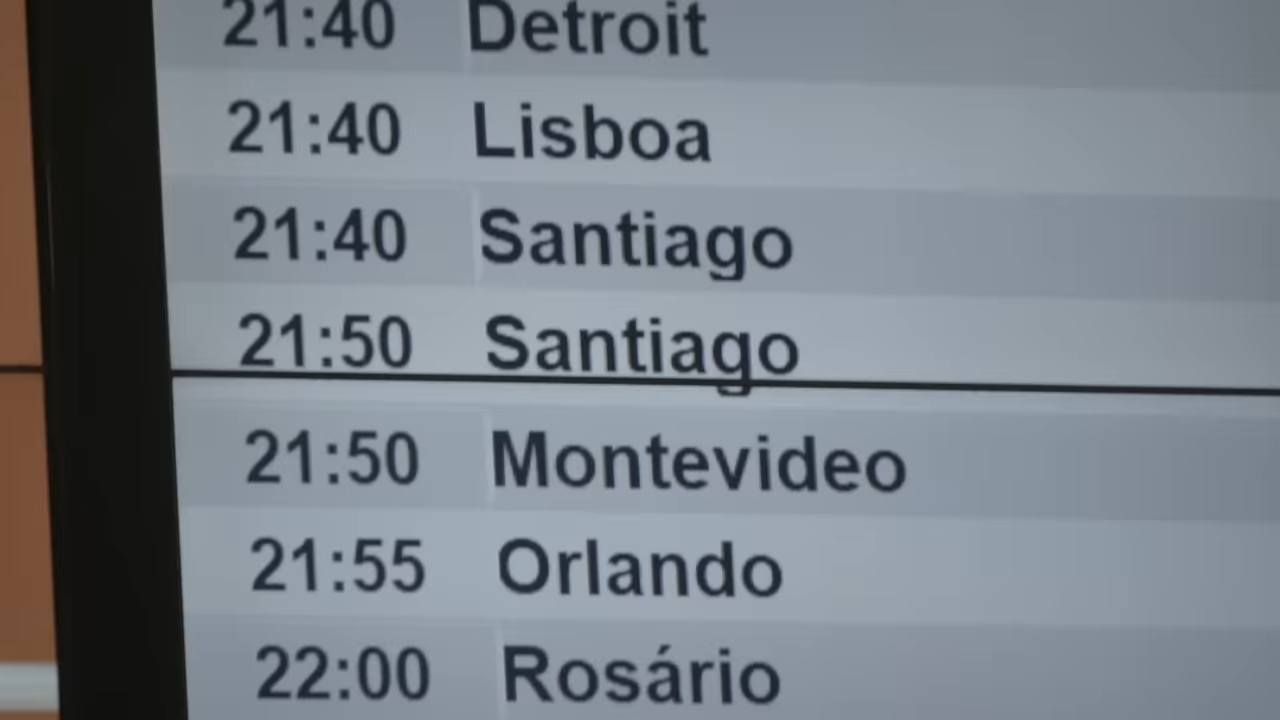 21:40 Detroit
21:40 Lisboa
21:40 Santiago
21:50 Santiago
21:50 Montevideo
21:55 Orlando
22:00 Rosário